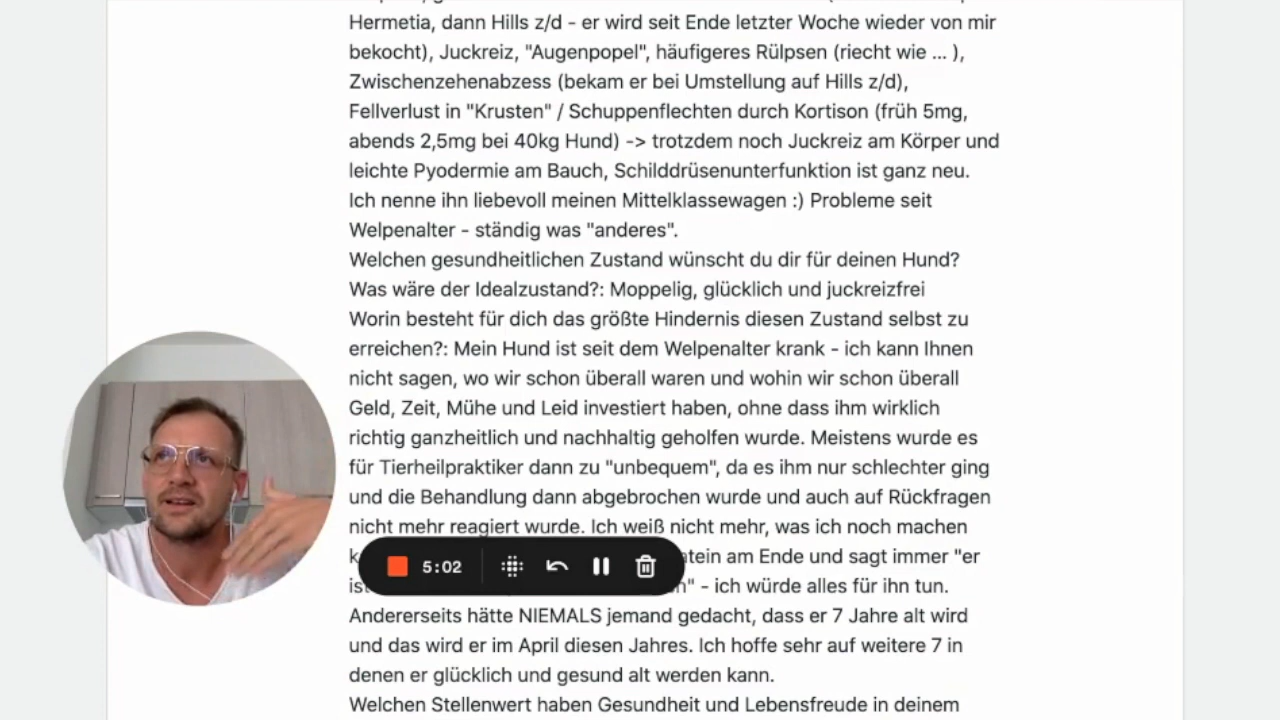 Hermetia, dann Hills z/d - er wird seit Ende letzter Woche wieder von mir
bekocht), Juckreiz, "Augenpopel", häufigeres Rülpsen (riecht wie ... ),
Zwischenzehenabzess (bekam er bei Umstellung auf Hills z/d),
Fellverlust in "Krusten" / Schuppenflechten durch Kortison (früh 5mg,
abends 2,5mg bei 40kg Hund) -> trotzdem noch Juckreiz am Körper und
leichte Pyodermie am Bauch, Schilddrüsenunterfunktion ist ganz neu.
Ich nenne ihn liebevoll meinen Mittelklassewagen :) Probleme seit
Welpenalter - ständig was "anderes".
Welchen gesundheitlichen Zustand wünscht du dir für deinen Hund?
Was wäre der Idealzustand?: Moppelig, glücklich und juckreizfrei
Worin besteht für dich das größte Hindernis diesen Zustand selbst zu
erreichen?: Mein Hund ist seit dem Welpenalter krank - ich kann Ihnen
nicht sagen, wo wir schon überall waren und wohin wir schon überall
Geld, Zeit, Mühe und Leid investiert haben, ohne dass ihm wirklich
richtig ganzheitlich und nachhaltig geholfen wurde. Meistens wurde es
für Tierheilpraktiker dann zu "unbequem", da es ihm nur schlechter ging
und die Behandlung dann abgebrochen wurde und auch auf Rückfragen
nicht mehr reagiert wurde. Ich weiß nicht mehr, was ich noch machen
am Ende und sagt immer "er
5:02
- ich würde alles für ihn tun.
Andererseits hätte NIEMALS jemand gedacht, dass er 7 Jahre alt wird
und das wird er im April diesen Jahres. Ich hoffe sehr auf weitere 7 in
denen er glücklich und gesund alt werden kann.
Welchen Stellenwert haben Gesundheit und Lebensfreude in deinem